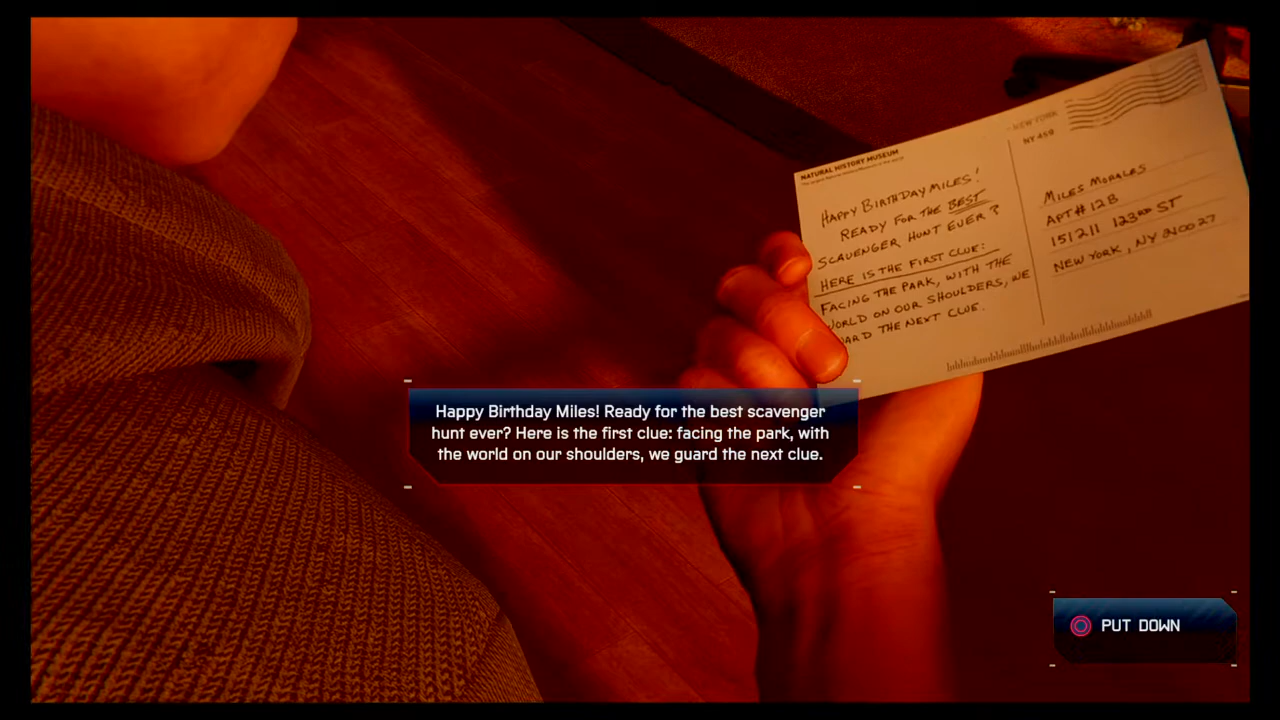 NEW YORK
NY 459
NATURAL HISTORY MUSEUM
HAPPY BIRTHDAY MILES!
READY FOR THE BEST
SCAVENGER HUNT EVER?
HERE IS THE FIRST CLUE:
FACING THE PARK, WITH THE
WORLD ON OUR SHOULDERS, WE
ARD THE NEXT CLUE.
MILES MORALES
APT # 12B
151211 123RD ST
NEW YORK, NY 20027
Happy Birthday Miles! Ready for the best scavenger
hunt ever? Here is the first clue: facing the park, with
the world on our shoulders, we guard the next clue.
PUT DOWN